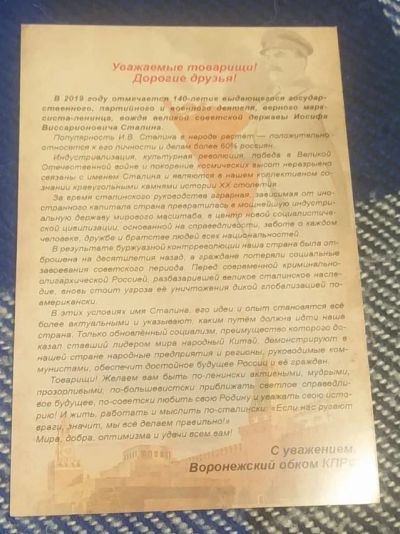 Уважаемые товарищи!
Дорогие друзья!
В 2019 году отмечается 140-летие выдающегося государ-
ственного, партийного и военного деятеля, верного марк-
систа-ленинца, вождя великой советской державы Иосифа
Виссарионовича Сталина.
Популярность И.В. Сталина в народе растёт — положительно
относятся к его личности и делам более 60% россиян.
Индустриализация, культурная революция, победа в Великой
Отечественной войне и покорение космических высот неразрывно
связаны с именем Сталина и являются в нашем коллективном со-
знании краеугольными камнями истории XX столетия.
За время сталинского руководства аграрная, зависимая от ино-
странного капитала страна превратилась в мощнейшую индустри-
альную державу мирового масштаба, в центр новой социалистиче-
ской цивилизации, основанной на справедливости, заботе о каждом
человеке, дружбе и братстве людей всех национальностей.
В результате буржуазной контрреволюции наша страна была от-
брошена на десятилетия назад, а граждане потеряли социальные
завоевания советского периода. Перед современной криминально-
олигархической Россией, разбазарившей великое сталинское насле-
дие, вновь стоит угроза её уничтожения дикой глобализацией по-
американски.
В этих условиях имя Сталина, его идеи и опыт становятся всё
более актуальными и указывают, каким путём должна идти наша
страна. Только обновлённый социализм, преимущество которого до-
казал ставший лидером мира народный Китай, демонстрируют в
нашей стране народные предприятия и регионы, руководимые ком-
мунистами, обеспечит достойное будущее России и её граждан.
Товарищи! Желаем вам быть по-ленински активными, мудрыми,
прозорливыми, по-большевистски приближать светлое справедли-
вое будущее, по-советски любить свою Родину и уважать свою исто-
рию! И жить, работать и мыслить по-сталински: «Если нас ругают
враги, значит, мы всё делаем правильно!»
Мира, добра, оптимизма и удачи всем вам!
С уважением,
Воронежский обком КПРФ